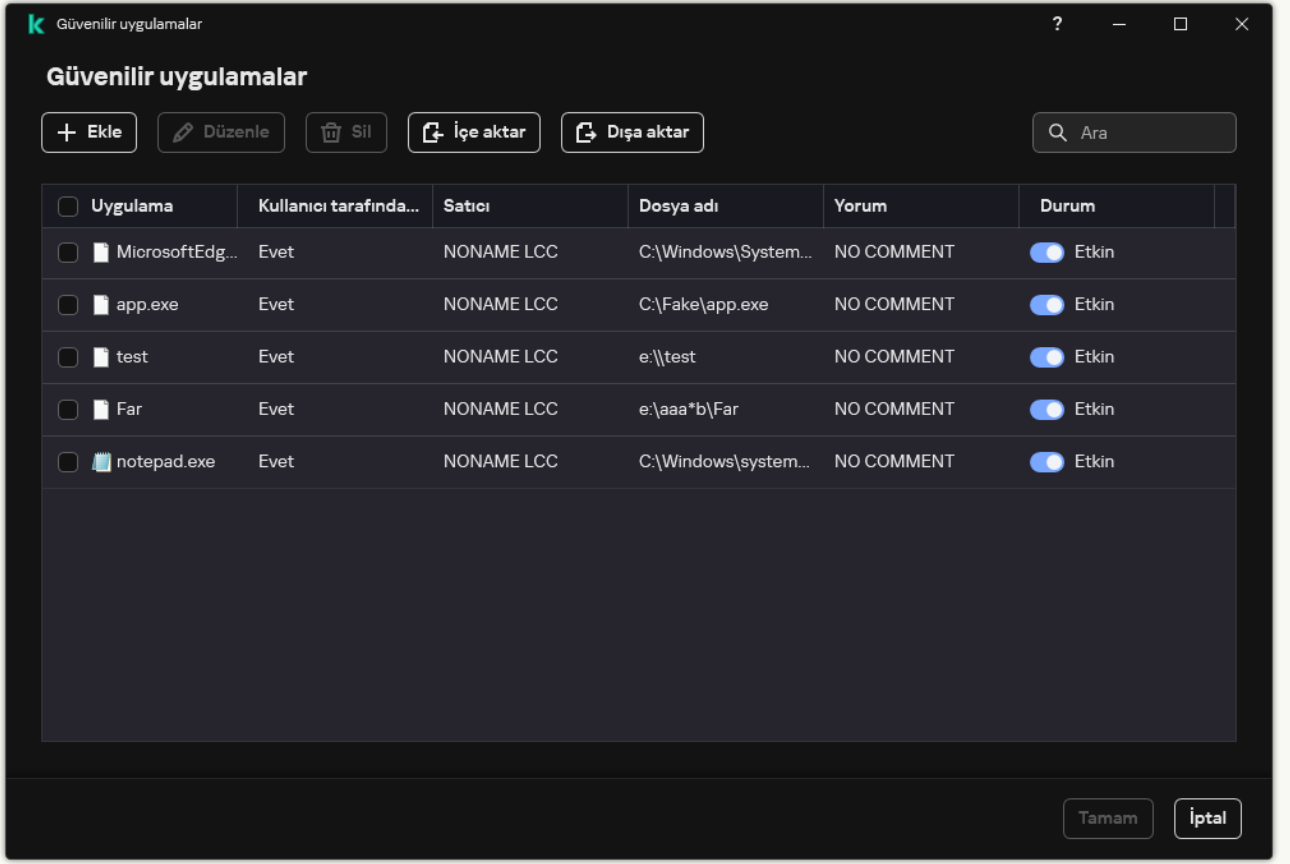 Güvenilir uygulamalar
?
Güvenilir uygulamalar
Ekle Düzenle Sil İçe aktar Dışa aktar Ara
Uygulama Kullanıcı tarafında... Satıcı Dosya adı Yorum Durum
MicrosoftEdg... Evet NONAME LCC C:\Windows\System... NO COMMENT Etkin
app.exe Evet NONAME LCC C:\Fake\app.exe NO COMMENT Etkin
test Evet NONAME LCC e:\\test NO COMMENT Etkin
Far Evet NONAME LCC e:\aaa*b\Far NO COMMENT Etkin
notepad.exe Evet NONAME LCC C:\Windows\system... NO COMMENT Etkin
Tamam İptal